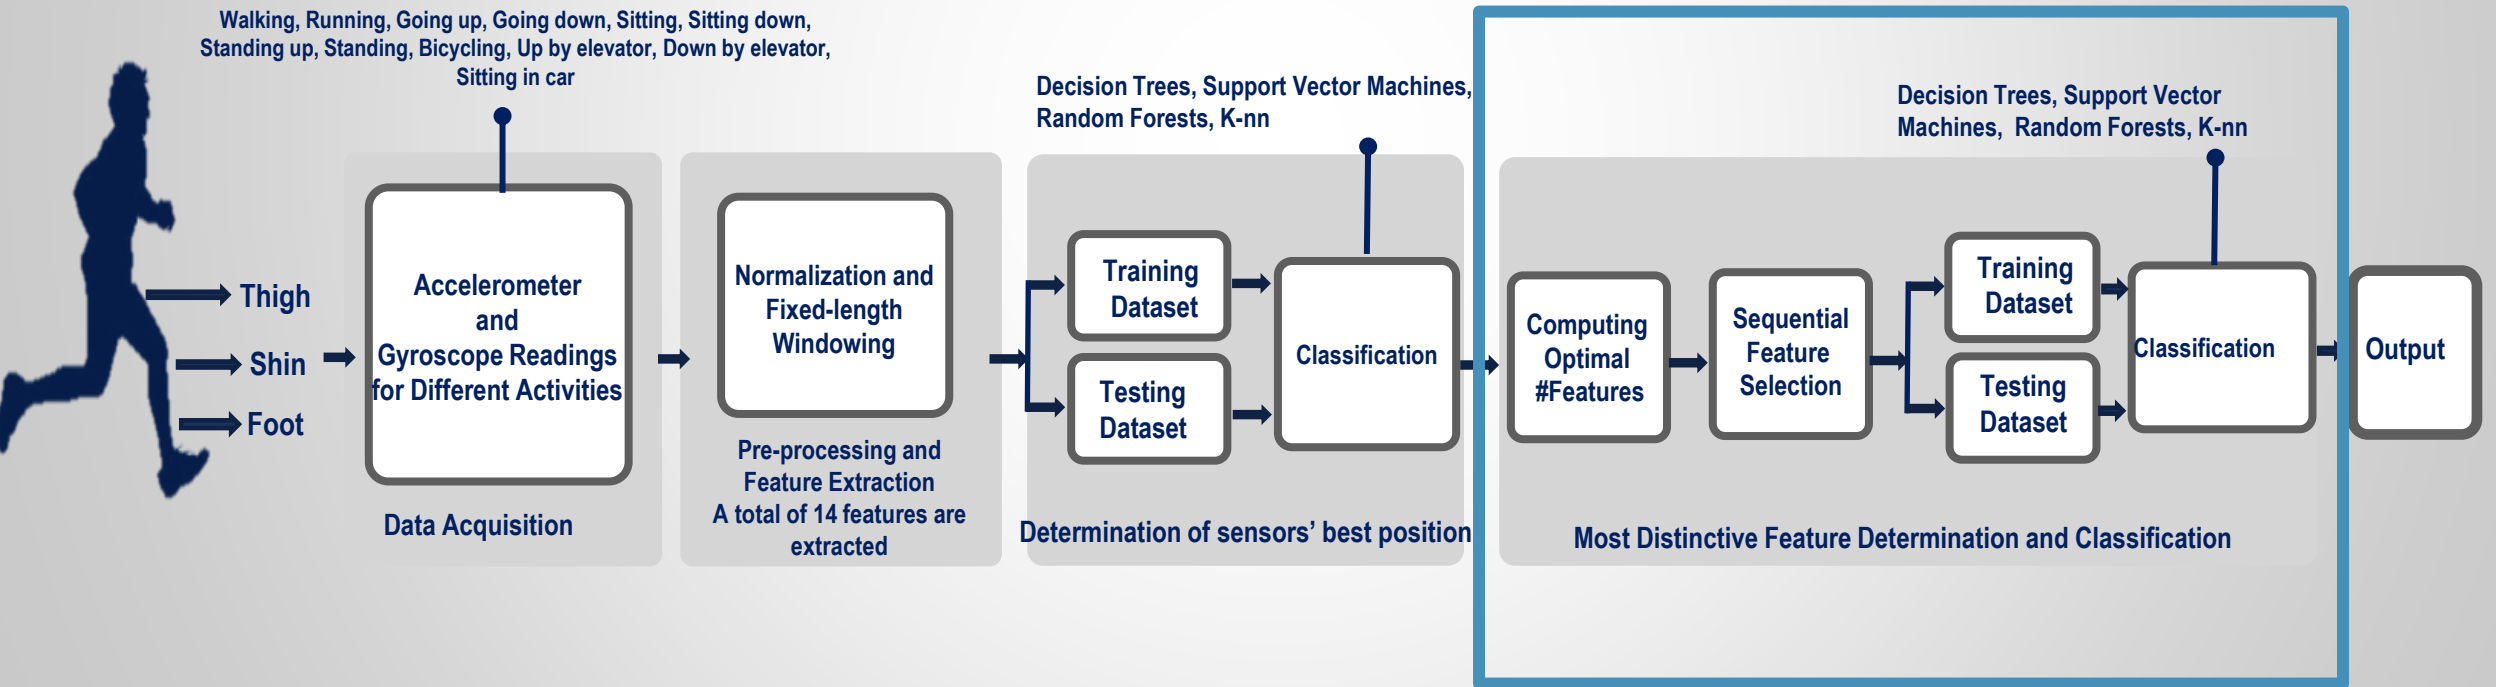 Walking, Running, Going up, Going down, Sitting, Sitting down,
Standing up, Standing, Bicycling, Up by elevator, Down by elevator,
Sitting in car
Thigh
Shin
Foot
Accelerometer
and
Gyroscope Readings
for Different Activities
Data Acquisition
Normalization and
Fixed-length
Windowing
Pre-processing and
Feature Extraction
A total of 14 features are
extracted
Decision Trees, Support Vector Machines,
Random Forests, K-nn
Training
Dataset
Testing
Dataset
Classification
Determination of sensors’ best position
Decision Trees, Support Vector
Machines, Random Forests, K-nn
Computing
Optimal
#Features
Sequential
Feature
Selection
Training
Dataset
Testing
Dataset
Classification
Most Distinctive Feature Determination and Classification
Output